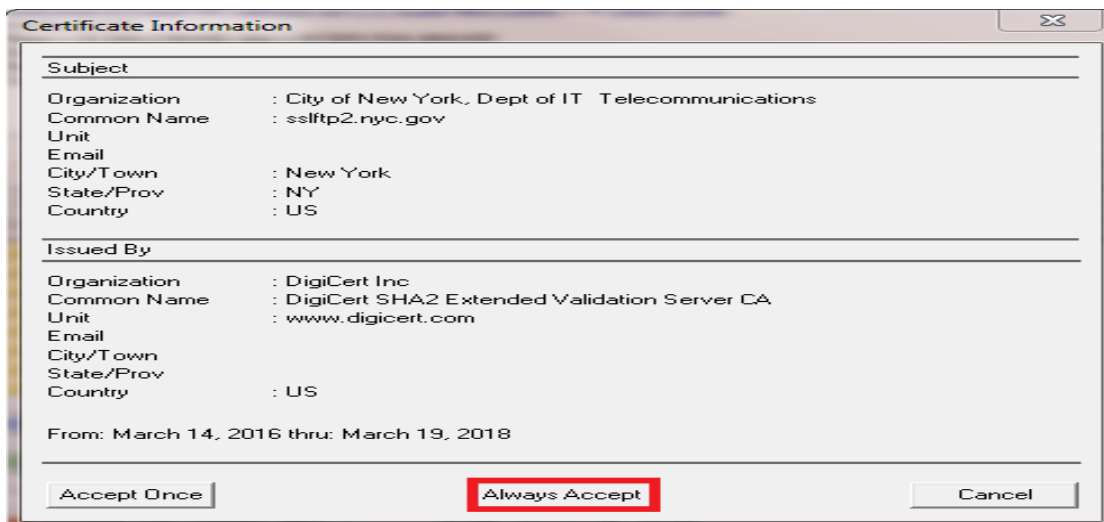 Certificate Information
Subject
Organization : City of New York, Dept of IT Telecommunications
Common Name : sslftp2.nyc.gov
Unit
Email
City/Town : New York
State/Prov : NY
Country : US
Issued By
Organization : DigiCert Inc
Common Name : DigiCert SHA2 Extended Validation Server CA
Unit : www.digicert.com
Email
City/Town
State/Prov
Country : US
From: March 14, 2016 thru: March 19, 2018
Accept Once Always Accept Cancel